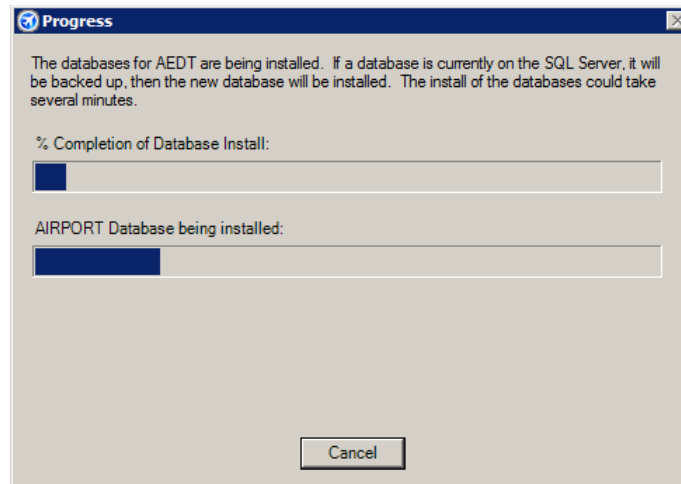 Progress
The databases for AEDT are being installed. If a database is currently on the SQL Server, it will
be backed up, then the new database will be installed. The install of the databases could take
several minutes.
% Completion of Database Install:
AIRPORT Database being installed:
Cancel